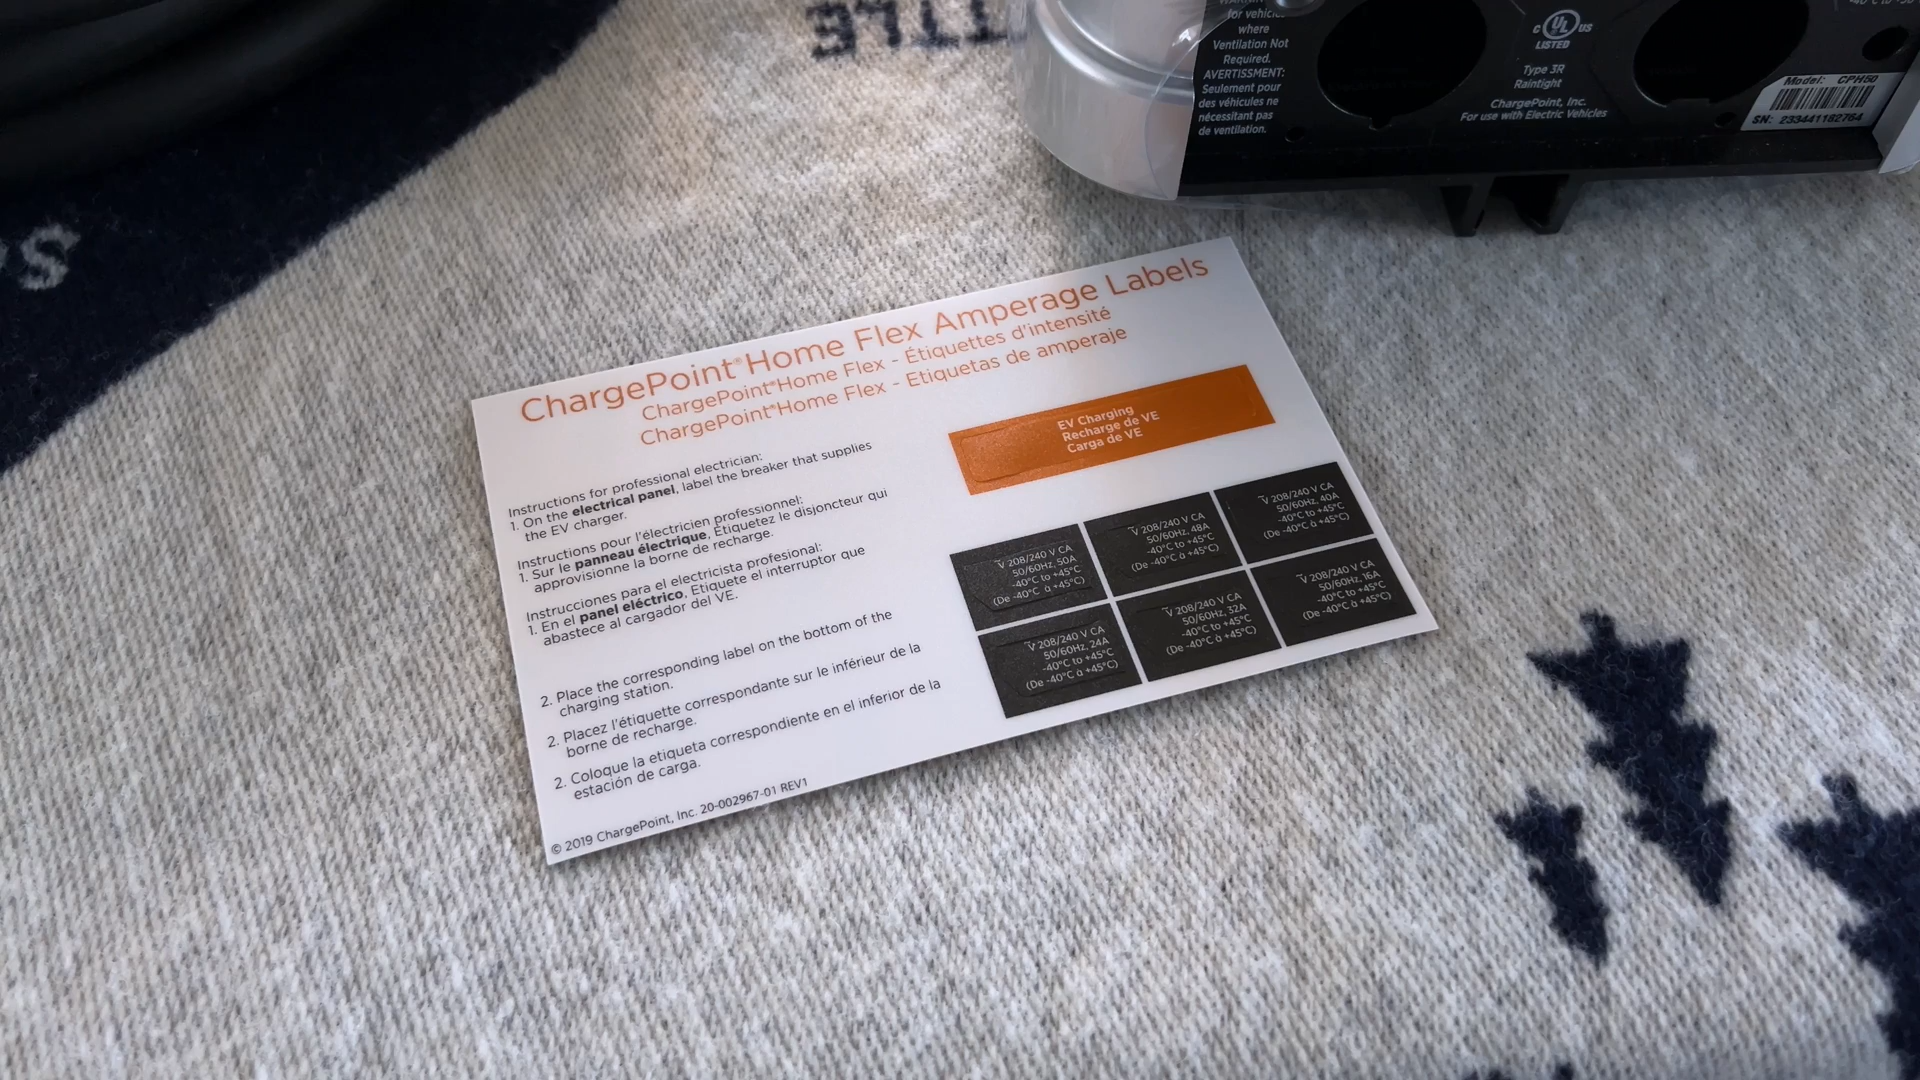 TLE
PS
for vehicles
where
Ventilation Not
Required.
AVERTISSEMENT:
Seulement pour
des véhicules ne
nécessitant pas
de ventilation.
C UL US
LISTED
Type 3R
Raintight
ChargePoint, Inc.
For use with Electric Vehicles
Model: CPH50
SN: 233441182764
ChargePoint® Home Flex Amperage Labels
ChargePoint® Home Flex - Étiquettes d'intensité
ChargePoint® Home Flex - Etiquetas de amperaje
Instructions for professional electrician:
1. On the electrical panel, label the breaker that supplies
the EV charger.
Instructions pour l'électricien professionnel:
1. Sur le panneau électrique, Étiquetez le disjoncteur qui
approvisionne la borne de recharge.
Instrucciones para el electricista profesional:
1. En el panel eléctrico, Etiquete el interruptor que
abastece al cargador del VE.
2. Place the corresponding label on the bottom of the
charging station.
2. Placez l'étiquette correspondante sur le inférieur de la
borne de recharge.
2. Coloque la etiqueta correspondiente en el inferior de la
estación de carga.
© 2019 ChargePoint, Inc. 20-002967-01 REV1
EV Charging
Recharge de VE
Carga de VE
V 208/240 V CA
50/60Hz, 50A
-40°C to +45°C
(De -40°C à +45°C)
V 208/240 V CA
50/60Hz, 48A
-40°C to +45°C
(De -40°C à +45°C)
V 208/240 V CA
50/60Hz, 40A
-40°C to +45°C
(De -40°C à +45°C)
V 208/240 V CA
50/60Hz, 24A
-40°C to +45°C
(De -40°C à +45°C)
V 208/240 V CA
50/60Hz, 32A
-40°C to +45°C
(De -40°C à +45°C)
V 208/240 V CA
50/60Hz, 16A
-40°C to +45°C
(De -40°C à +45°C)